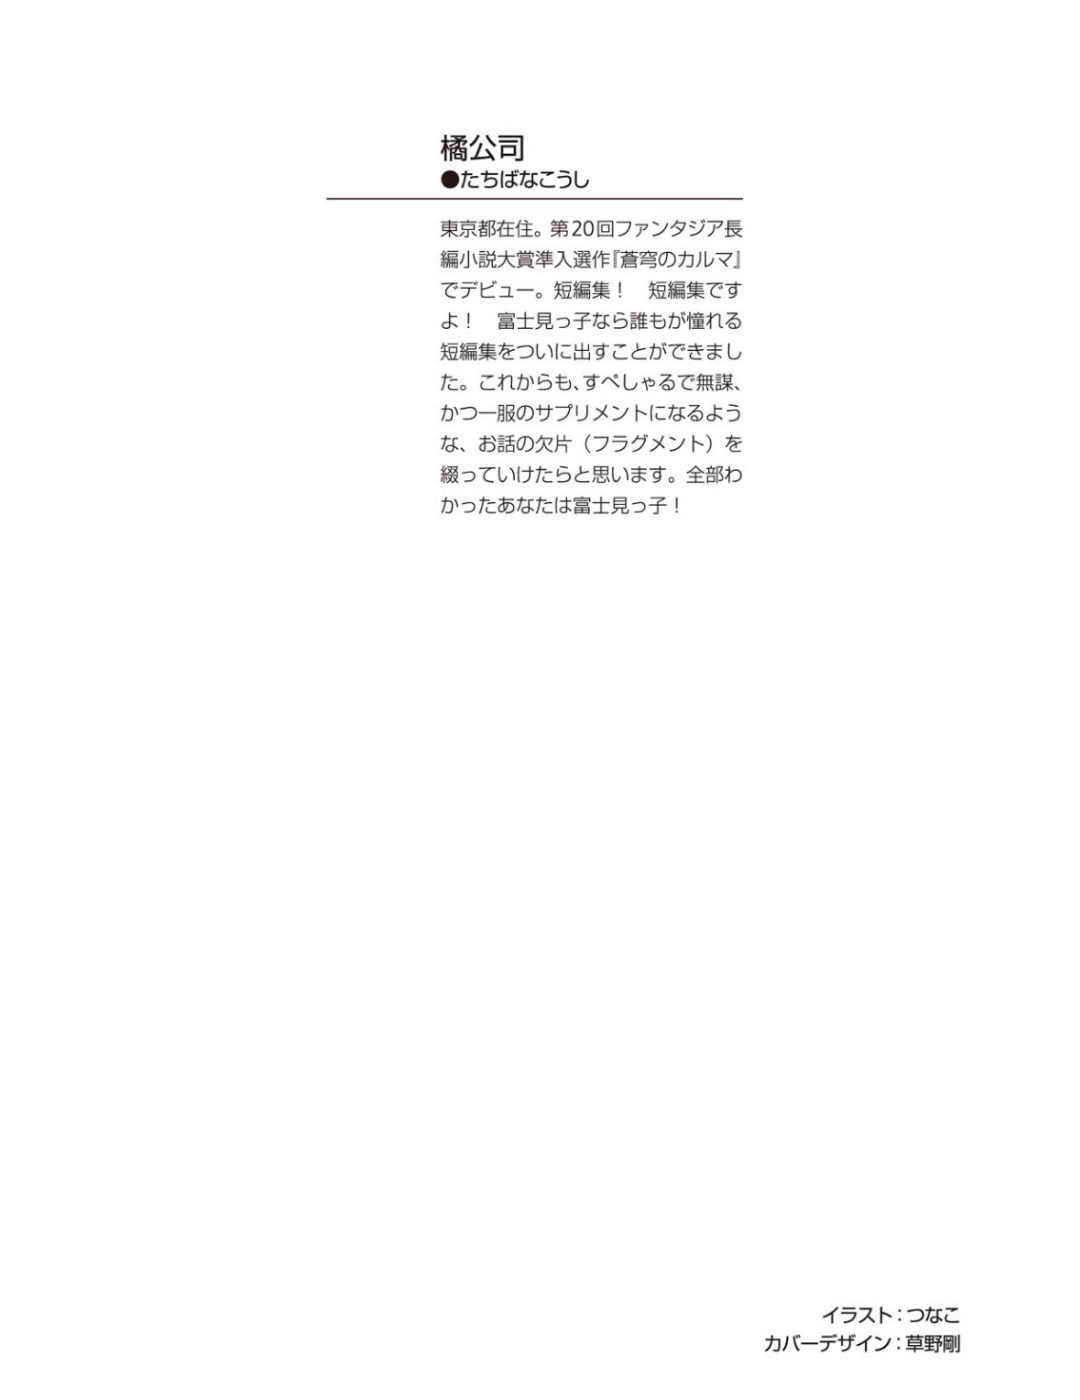 橘公司
●たちばなこうし
東京都在住。第20回ファンタジア長
編小説大賞準入選作『蒼穹のカルマ』
でデビュー。短編集！　短編集です
よ！　富士見っ子なら誰もが憧れる
短編集をついに出すことができまし
た。これからも、すぺしゃるで無謀、
かつ一服のサプリメントになるよう
な、お話の欠片（フラグメント）を
綴っていけたらと思います。全部わ
かったあなたは富士見っ子！
イラスト：つなこ
カバーデザイン：草野剛